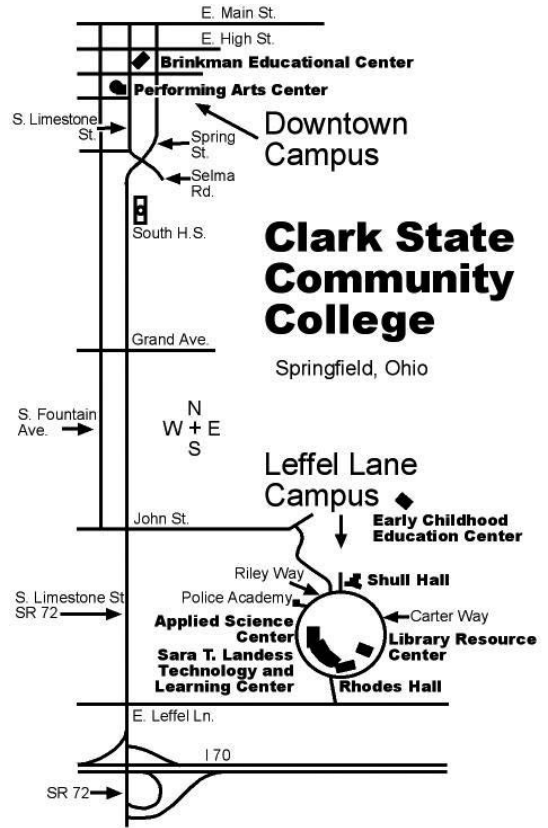 E. Main St.
E. High St.
Brinkman Educational Center
Performing Arts Center
S. Limestone
St.
Downtown
Campus
Spring
St.
Selma
Rd.
South H.S.
Clark State
Community
College
Springfield, Ohio
Grand Ave.
S. Fountain
Ave.
N
W + E
S
Leffel Lane
Campus
Early Childhood
Education Center
John St.
Riley Way
Shull Hall
Police Academy
S. Limestone St
SR 72
Carter Way
Applied Science
Center
Library Resource
Center
Sara T. Landess
Technology and
Learning Center
Rhodes Hall
E. Leffel Ln.
I 70
SR 72